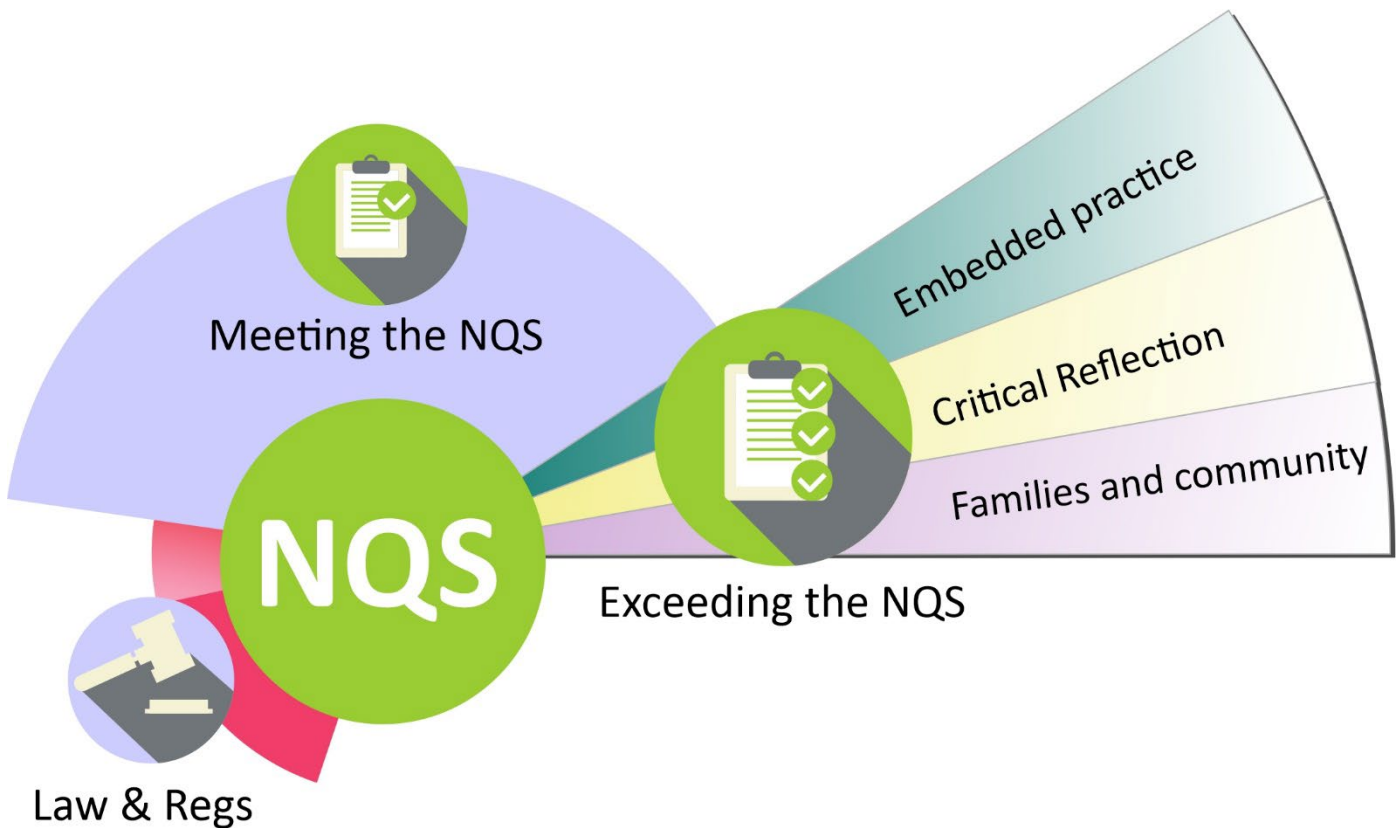 Meeting the NQS
Embedded practice
Critical Reflection
Families and community
NQS
Exceeding the NQS
Law & Regs